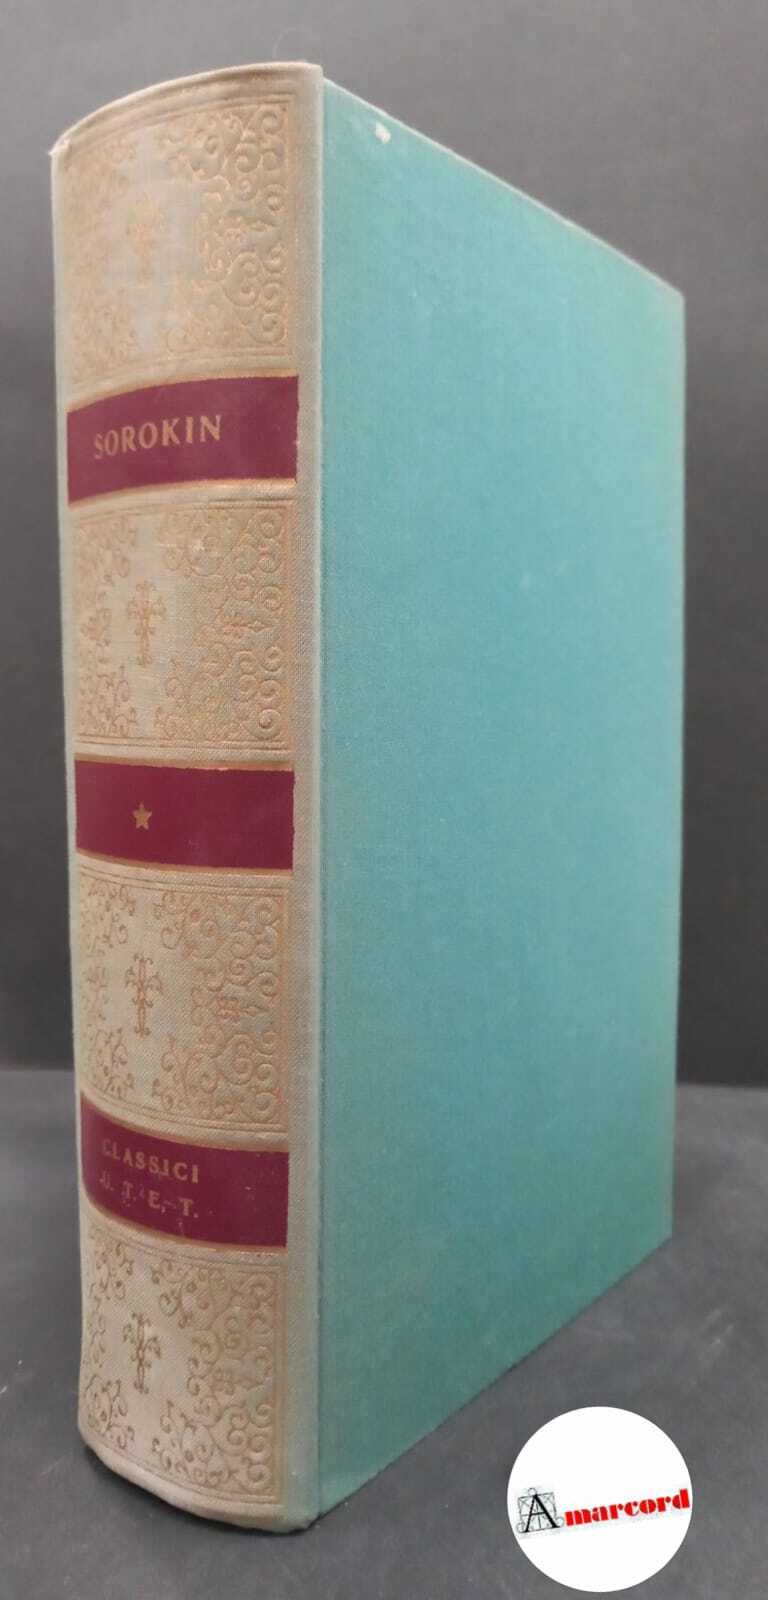 SOROKIN
CLASSICI
U. T. E. T.
Amarcord